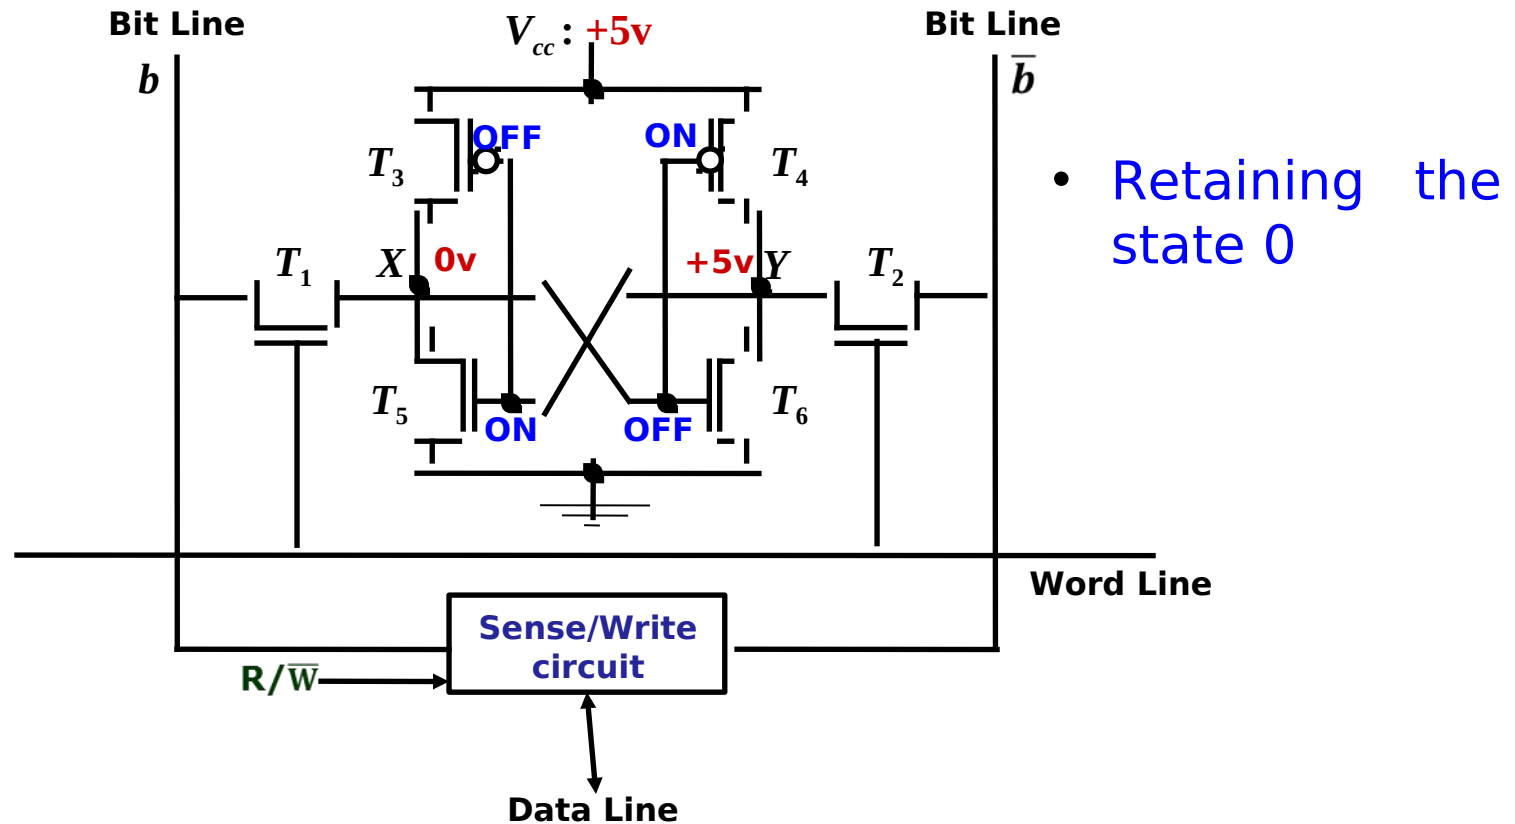 Bit Line
Bit Line
V_cc : +5v
b
b̅
OFF
ON
T₃
T₄
• Retaining the
state 0
T₁
X
0v
+5v
Y
T₂
T₅
T₆
ON
OFF
Word Line
Sense/Write
circuit
R/W̅
Data Line